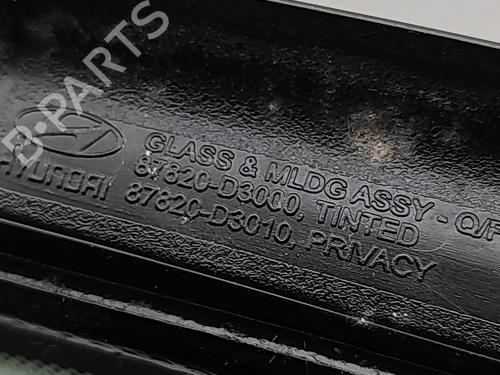 B-PARTS
HYUNDAI
GLASS & MLDG ASSY - Q/F
87820-D3000, TINTED
87820-D3010, PRIVACY